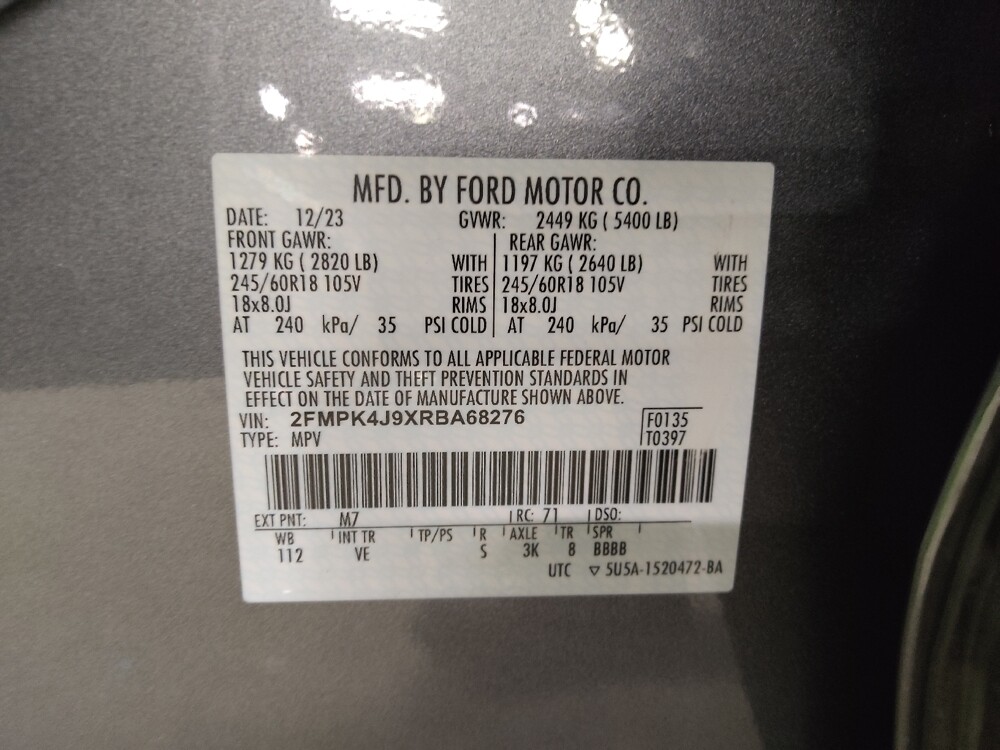 MFD. BY FORD MOTOR CO.
DATE: 12/23 GVWR: 2449 KG ( 5400 LB)
FRONT GAWR: REAR GAWR:
1279 KG ( 2820 LB) WITH 1197 KG ( 2640 LB) WITH
245/60R18 105V TIRES 245/60R18 105V TIRES
18x8.0J RIMS 18x8.0J RIMS
AT 240 kPa/ 35 PSI COLD AT 240 kPa/ 35 PSI COLD
THIS VEHICLE CONFORMS TO ALL APPLICABLE FEDERAL MOTOR
VEHICLE SAFETY AND THEFT PREVENTION STANDARDS IN
EFFECT ON THE DATE OF MANUFACTURE SHOWN ABOVE.
VIN: 2FMPK4J9XRBA68276 F0135
TYPE: MPV T0397
EXT PNT: M7 RC: 71 DSO:
WB INT TR TP/PS R AXLE TR SPR
112 VE S 3K 8 BBBB
UTC ▽ 5U5A-1520472-BA